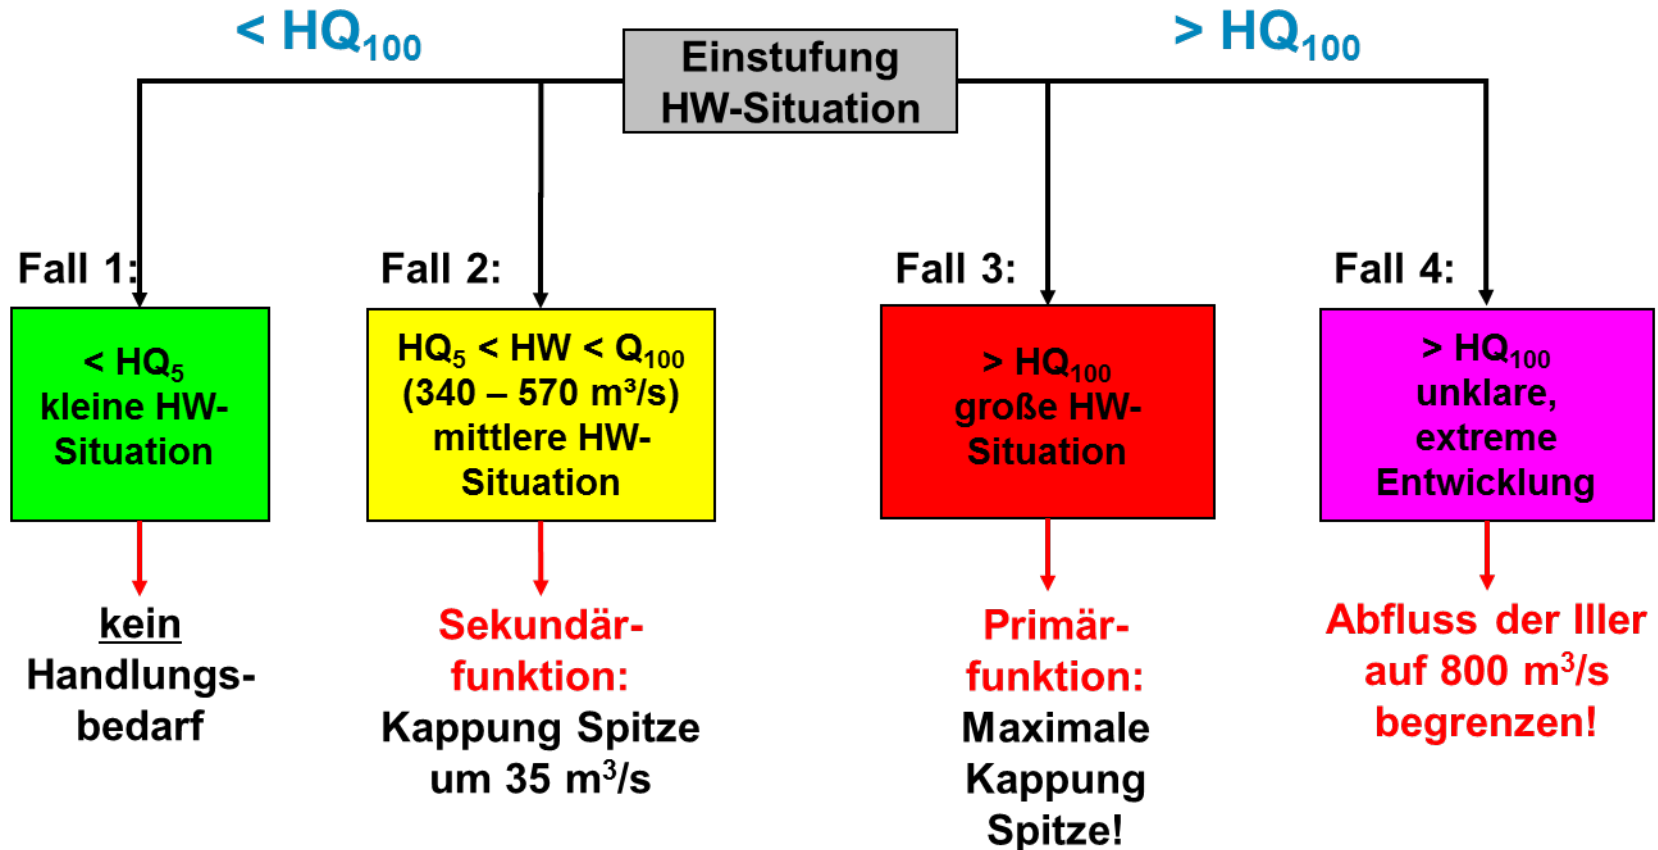 < HQ₁₀₀
Einstufung
HW-Situation
> HQ₁₀₀
Fall 1:
< HQ₅
kleine HW-
Situation
kein
Handlungs-
bedarf
Fall 2:
HQ₅ < HW < Q₁₀₀
(340 – 570 m³/s)
mittlere HW-
Situation
Sekundär-
funktion:
Kappung Spitze
um 35 m³/s
Fall 3:
> HQ₁₀₀
große HW-
Situation
Primär-
funktion:
Maximale
Kappung
Spitze!
Fall 4:
> HQ₁₀₀
unklare,
extreme
Entwicklung
Abfluss der Iller
auf 800 m³/s
begrenzen!